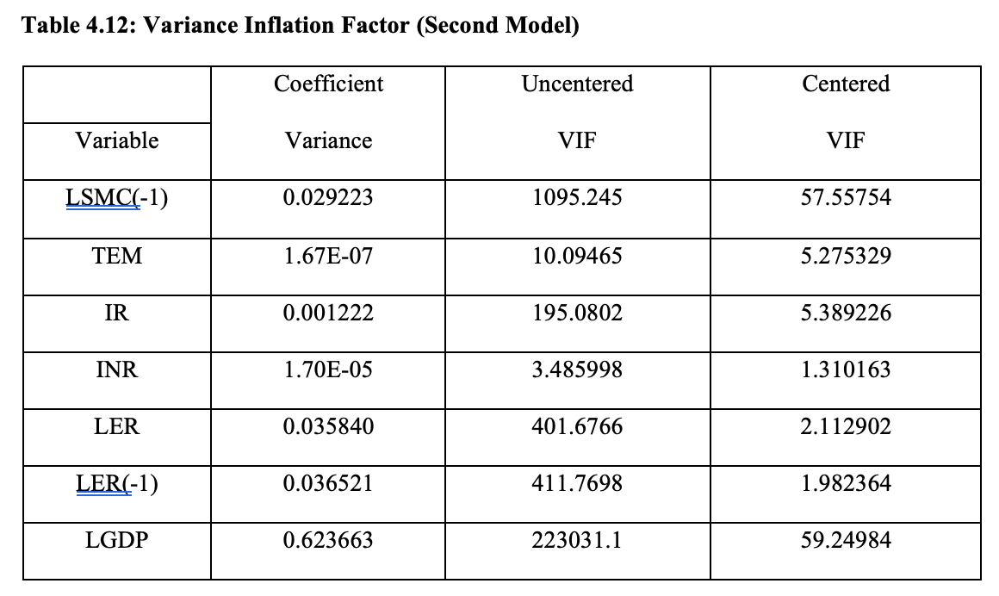 Table 4.12: Variance Inflation Factor (Second Model)
Coefficient Uncentered Centered
Variable Variance VIF VIF
LSMC(-1) 0.029223 1095.245 57.55754
TEM 1.67E-07 10.09465 5.275329
IR 0.001222 195.0802 5.389226
INR 1.70E-05 3.485998 1.310163
LER 0.035840 401.6766 2.112902
LER(-1) 0.036521 411.7698 1.982364
LGDP 0.623663 223031.1 59.24984